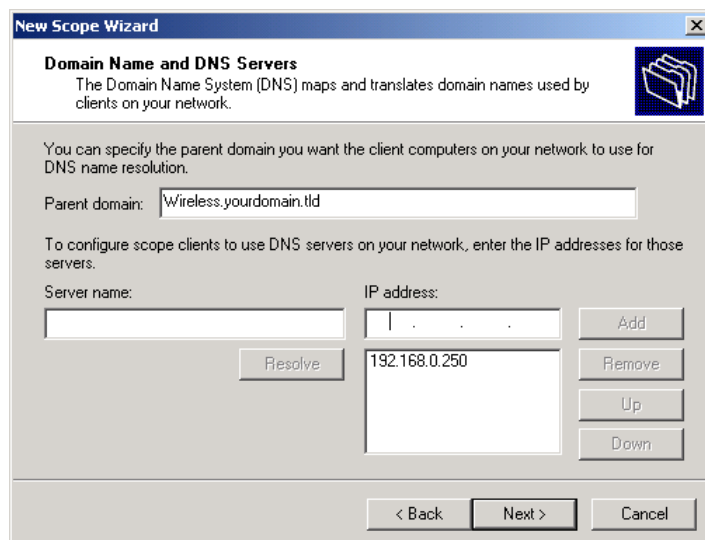 New Scope Wizard
Domain Name and DNS Servers
The Domain Name System (DNS) maps and translates domain names used by
clients on your network.
You can specify the parent domain you want the client computers on your network to use for
DNS name resolution.
Parent domain: Wireless.yourdomain.tld
To configure scope clients to use DNS servers on your network, enter the IP addresses for those
servers.
Server name: IP address:
. . . Add
Resolve 192.168.0.250 Remove
Up
Down
< Back Next > Cancel